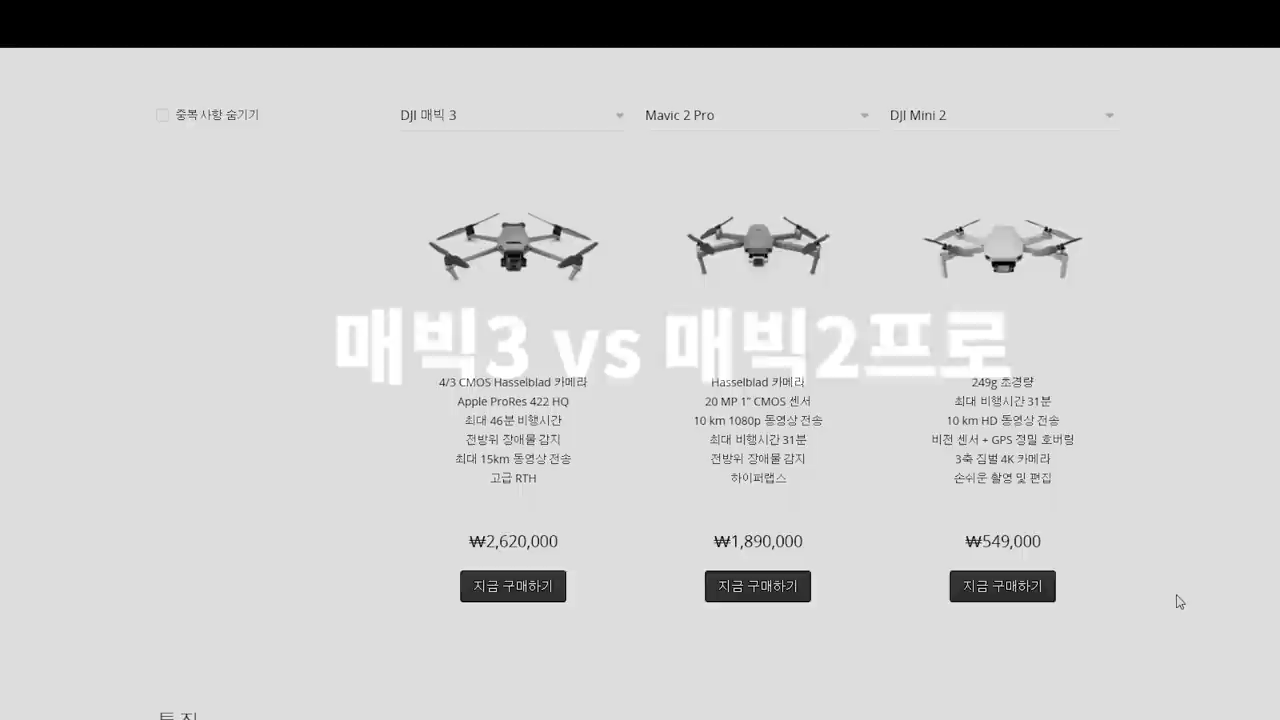 중복 사항 숨기기
DJI 매빅 3
Mavic 2 Pro
DJI Mini 2
매빅3 vs 매빅2프로
4/3 CMOS Hasselblad 카메라
Apple ProRes 422 HQ
최대 46분 비행시간
전방위 장애물 감지
최대 15km 동영상 전송
고급 RTH
Hasselblad 카메라
20 MP 1" CMOS 센서
10 km 1080p 동영상 전송
최대 비행시간 31분
전방위 장애물 감지
하이퍼랩스
249g 초경량
최대 비행시간 31분
10 km HD 동영상 전송
비전 센서 + GPS 정밀 호버링
3축 짐벌 4K 카메라
손쉬운 촬영 및 편집
₩2,620,000
₩1,890,000
₩549,000
지금 구매하기
지금 구매하기
지금 구매하기